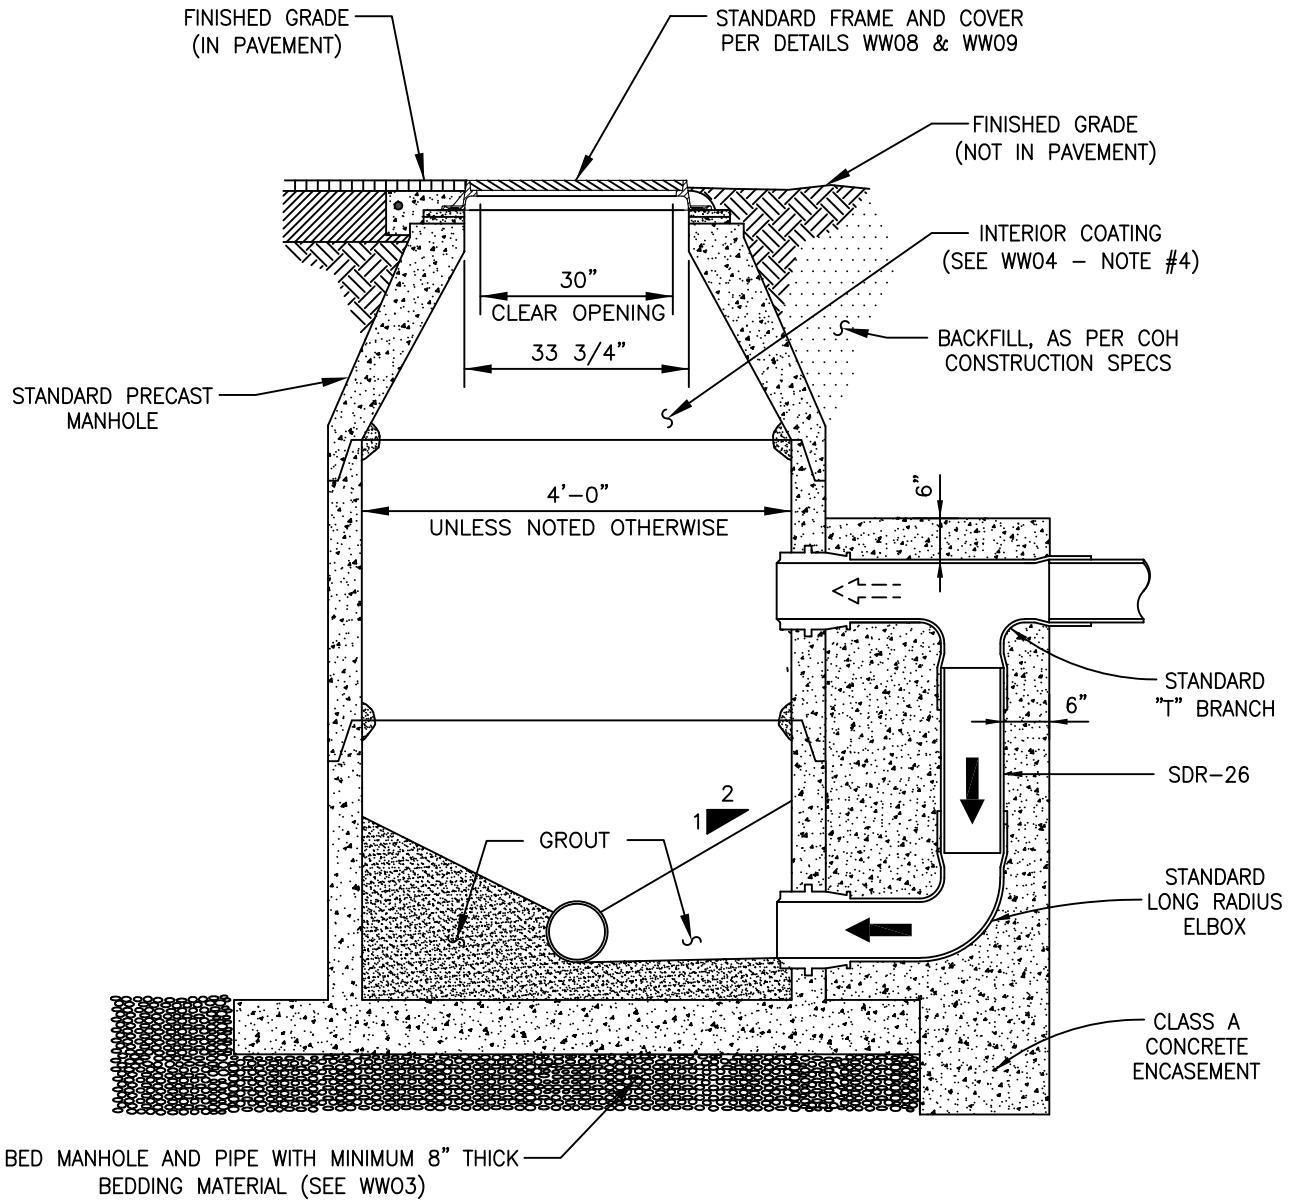 FINISHED GRADE
(IN PAVEMENT)
STANDARD FRAME AND COVER
PER DETAILS WW08 & WW09
FINISHED GRADE
(NOT IN PAVEMENT)
INTERIOR COATING
(SEE WW04 – NOTE #4)
30"
CLEAR OPENING
33 3/4"
BACKFILL, AS PER COH
CONSTRUCTION SPECS
STANDARD PRECAST
MANHOLE
4'–0"
UNLESS NOTED OTHERWISE
6"
STANDARD
"T" BRANCH
6"
SDR–26
2
1
GROUT
STANDARD
LONG RADIUS
ELBOX
CLASS A
CONCRETE
ENCASEMENT
BED MANHOLE AND PIPE WITH MINIMUM 8" THICK
BEDDING MATERIAL (SEE WW03)